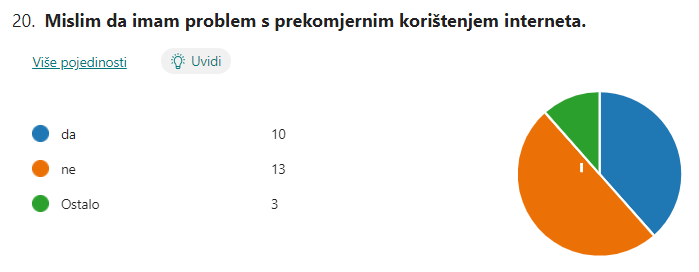 20. Mislim da imam problem s prekomjernim korištenjem interneta.
Više pojedinosti Uvidi
da 10
ne 13
Ostalo 3